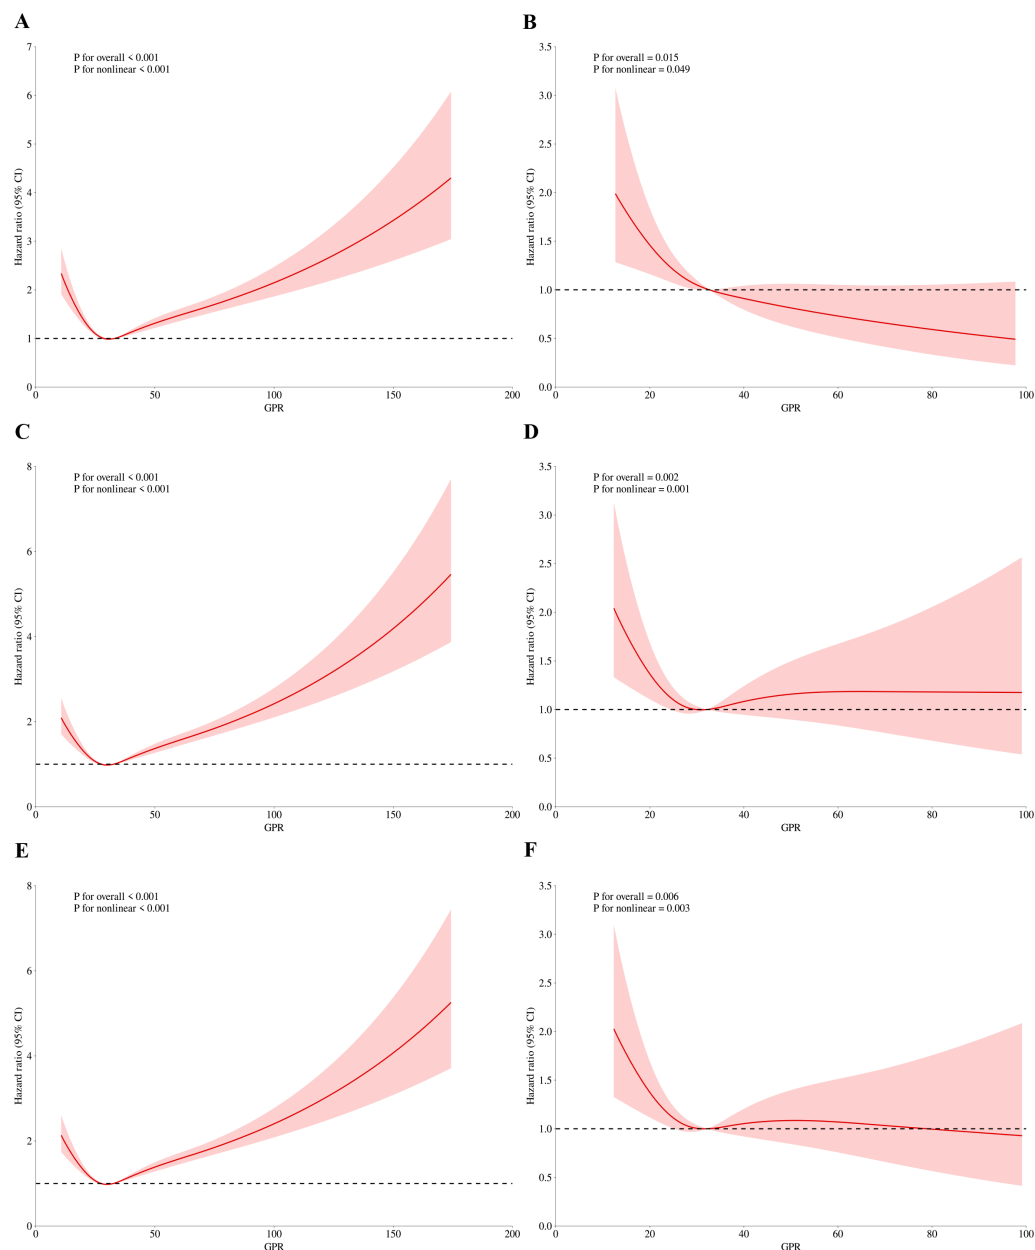 A
P for overall < 0.001
P for nonlinear < 0.001
Hazard ratio (95% CI)
7
6
5
4
3
2
1
0
0 50 100 150 200
GPR
B
P for overall = 0.015
P for nonlinear = 0.049
Hazard ratio (95% CI)
3.5
3.0
2.5
2.0
1.5
1.0
0.5
0.0
0 20 40 60 80 100
GPR
C
P for overall < 0.001
P for nonlinear < 0.001
Hazard ratio (95% CI)
8
6
4
2
0
0 50 100 150 200
GPR
D
P for overall = 0.002
P for nonlinear = 0.001
Hazard ratio (95% CI)
3.5
3.0
2.5
2.0
1.5
1.0
0.5
0.0
0 20 40 60 80 100
GPR
E
P for overall < 0.001
P for nonlinear < 0.001
Hazard ratio (95% CI)
8
6
4
2
0
0 50 100 150 200
GPR
F
P for overall = 0.006
P for nonlinear = 0.003
Hazard ratio (95% CI)
3.5
3.0
2.5
2.0
1.5
1.0
0.5
0.0
0 20 40 60 80 100
GPR